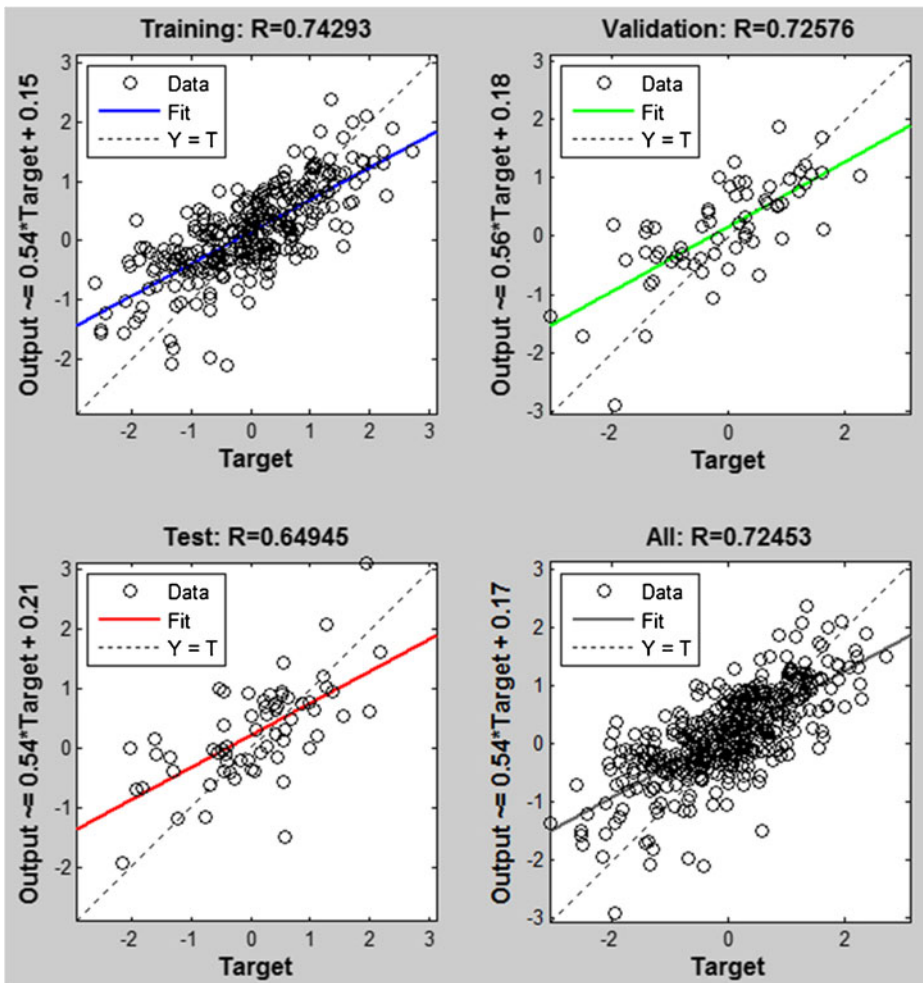 Training: R=0.74293
Output ~= 0.54*Target + 0.15
3
2
1
0
-1
-2
Data
Fit
Y = T
-2 -1 0 1 2 3
Target
Validation: R=0.72576
Output ~= 0.56*Target + 0.18
3
2
1
0
-1
-2
-3
Data
Fit
Y = T
-2 0 2
Target
Test: R=0.64945
Output ~= 0.54*Target + 0.21
3
2
1
0
-1
-2
Data
Fit
Y = T
-2 -1 0 1 2 3
Target
All: R=0.72453
Output ~= 0.54*Target + 0.17
3
2
1
0
-1
-2
-3
Data
Fit
Y = T
-2 0 2
Target